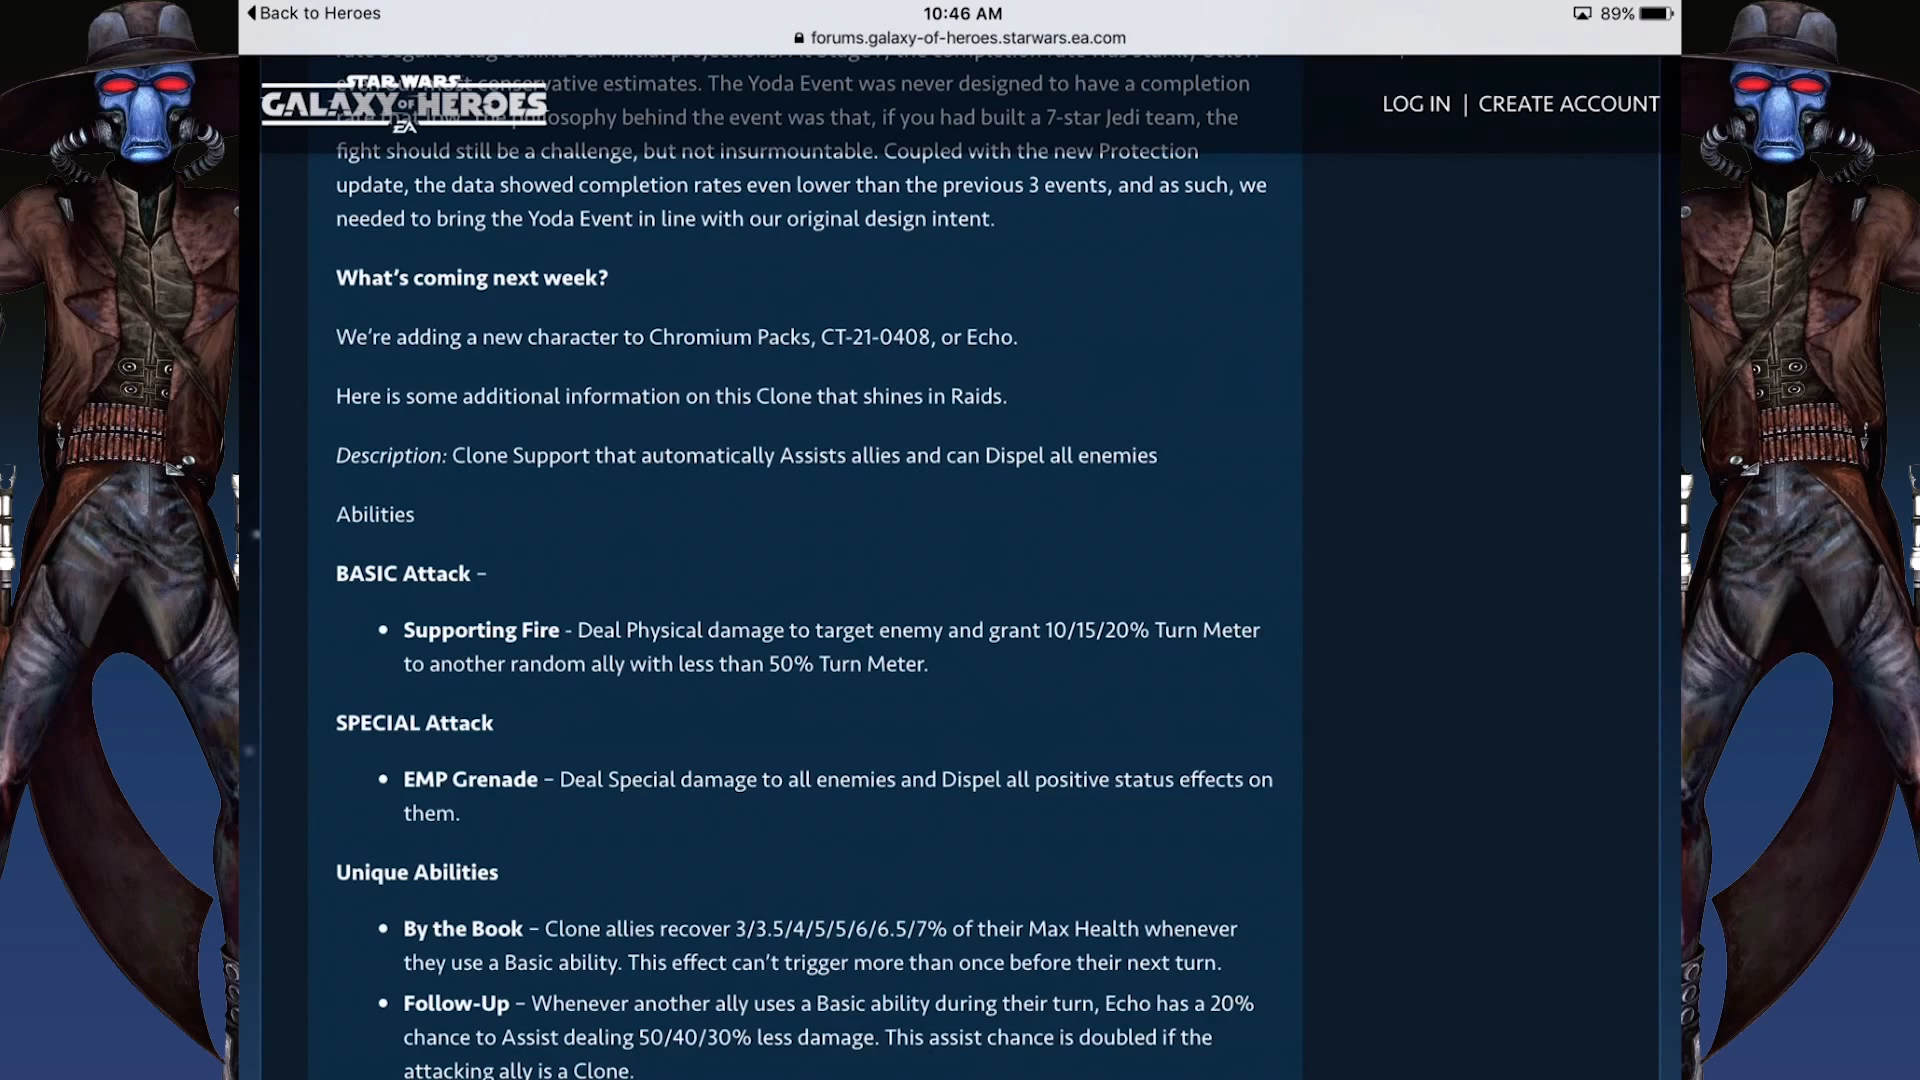 Back to Heroes
10:46 AM
89%
forums.galaxy-of-heroes.starwars.ea.com
STAR WARS
GALAXY OF HEROES
EA
LOG IN | CREATE ACCOUNT
conservative estimates. The Yoda Event was never designed to have a completion
philosophy behind the event was that, if you had built a 7-star Jedi team, the
fight should still be a challenge, but not insurmountable. Coupled with the new Protection
update, the data showed completion rates even lower than the previous 3 events, and as such, we
needed to bring the Yoda Event in line with our original design intent.
What's coming next week?
We're adding a new character to Chromium Packs, CT-21-0408, or Echo.
Here is some additional information on this Clone that shines in Raids.
Description: Clone Support that automatically Assists allies and can Dispel all enemies
Abilities
BASIC Attack –
• Supporting Fire - Deal Physical damage to target enemy and grant 10/15/20% Turn Meter
to another random ally with less than 50% Turn Meter.
SPECIAL Attack
• EMP Grenade – Deal Special damage to all enemies and Dispel all positive status effects on
them.
Unique Abilities
• By the Book – Clone allies recover 3/3.5/4/5/5/6/6.5/7% of their Max Health whenever
they use a Basic ability. This effect can't trigger more than once before their next turn.
• Follow-Up – Whenever another ally uses a Basic ability during their turn, Echo has a 20%
chance to Assist dealing 50/40/30% less damage. This assist chance is doubled if the
attacking ally is a Clone.